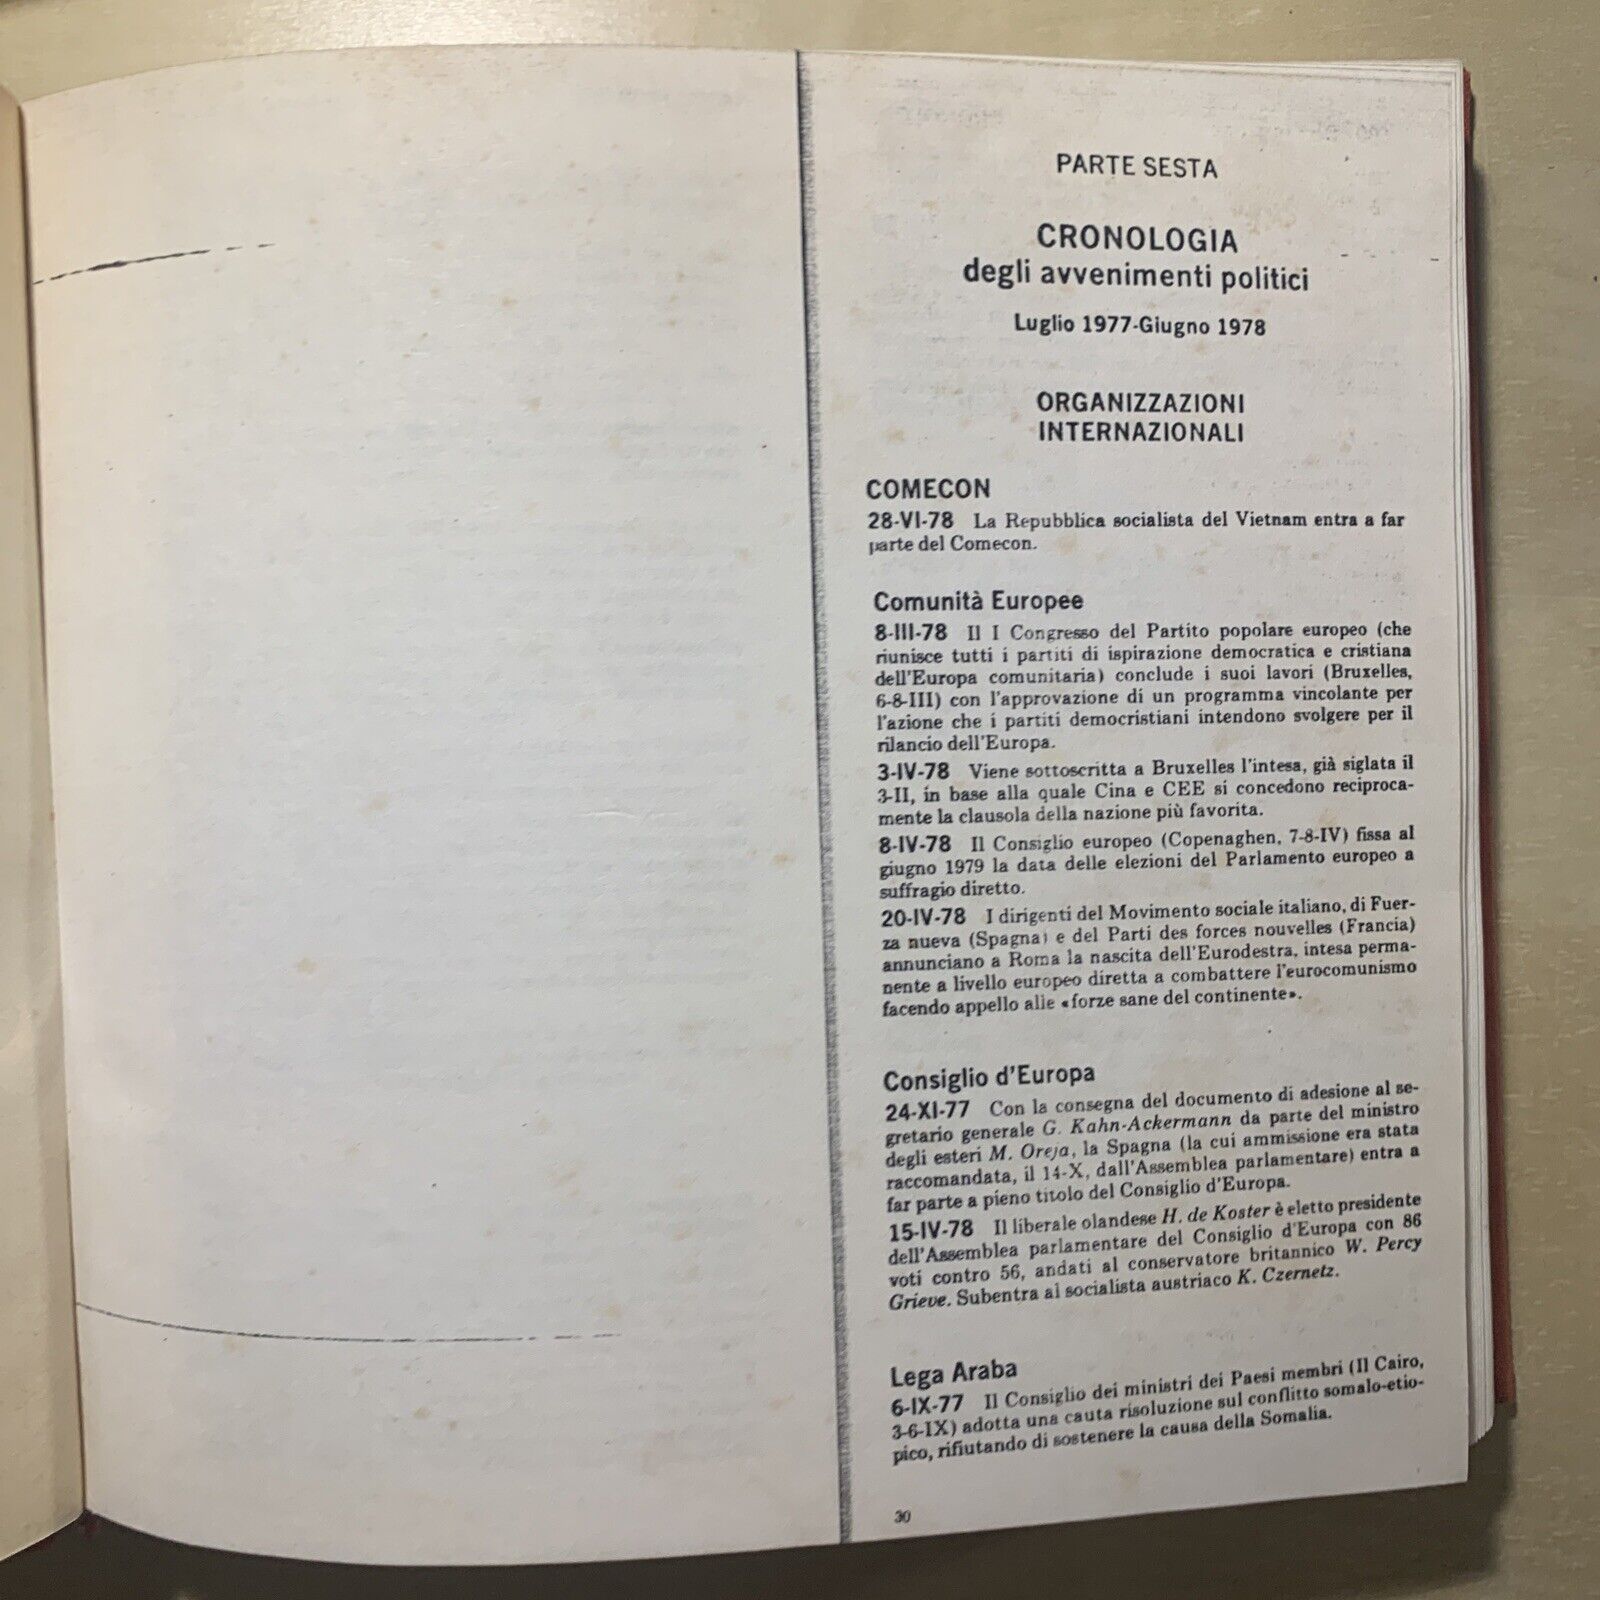 PARTE SESTA
CRONOLOGIA
degli avvenimenti politici
Luglio 1977-Giugno 1978
ORGANIZZAZIONI
INTERNAZIONALI
COMECON
28-VI-78 La Repubblica socialista del Vietnam entra a far
parte del Comecon.
Comunità Europee
8-III-78 Il I Congresso del Partito popolare europeo (che
riunisce tutti i partiti di ispirazione democratica e cristiana
dell'Europa comunitaria) conclude i suoi lavori (Bruxelles,
6-8-III) con l'approvazione di un programma vincolante per
l'azione che i partiti democristiani intendono svolgere per il
rilancio dell'Europa.
3-IV-78 Viene sottoscritta a Bruxelles l'intesa, già siglata il
3-II, in base alla quale Cina e CEE si concedono reciproca-
mente la clausola della nazione più favorita.
8-IV-78 Il Consiglio europeo (Copenaghen, 7-8-IV) fissa al
giugno 1979 la data delle elezioni del Parlamento europeo a
suffragio diretto.
20-IV-78 I dirigenti del Movimento sociale italiano, di Fuer-
za nueva (Spagna) e del Parti des forces nouvelles (Francia)
annunciano a Roma la nascita dell'Eurodestra, intesa perma-
nente a livello europeo diretta a combattere l'eurocomunismo
facendo appello alle «forze sane del continente».
Consiglio d'Europa
24-XI-77 Con la consegna del documento di adesione al se-
gretario generale G. Kahn-Ackermann da parte del ministro
degli esteri M. Oreja, la Spagna (la cui ammissione era stata
raccomandata, il 14-X, dall'Assemblea parlamentare) entra a
far parte a pieno titolo del Consiglio d'Europa.
15-IV-78 Il liberale olandese H. de Koster è eletto presidente
dell'Assemblea parlamentare del Consiglio d'Europa con 86
voti contro 56, andati al conservatore britannico W. Percy
Grieve. Subentra al socialista austriaco K. Czernetz.
Lega Araba
6-IX-77 Il Consiglio dei ministri dei Paesi membri (Il Cairo,
3-6-IX) adotta una cauta risoluzione sul conflitto somalo-etio-
pico, rifiutando di sostenere la causa della Somalia.
30